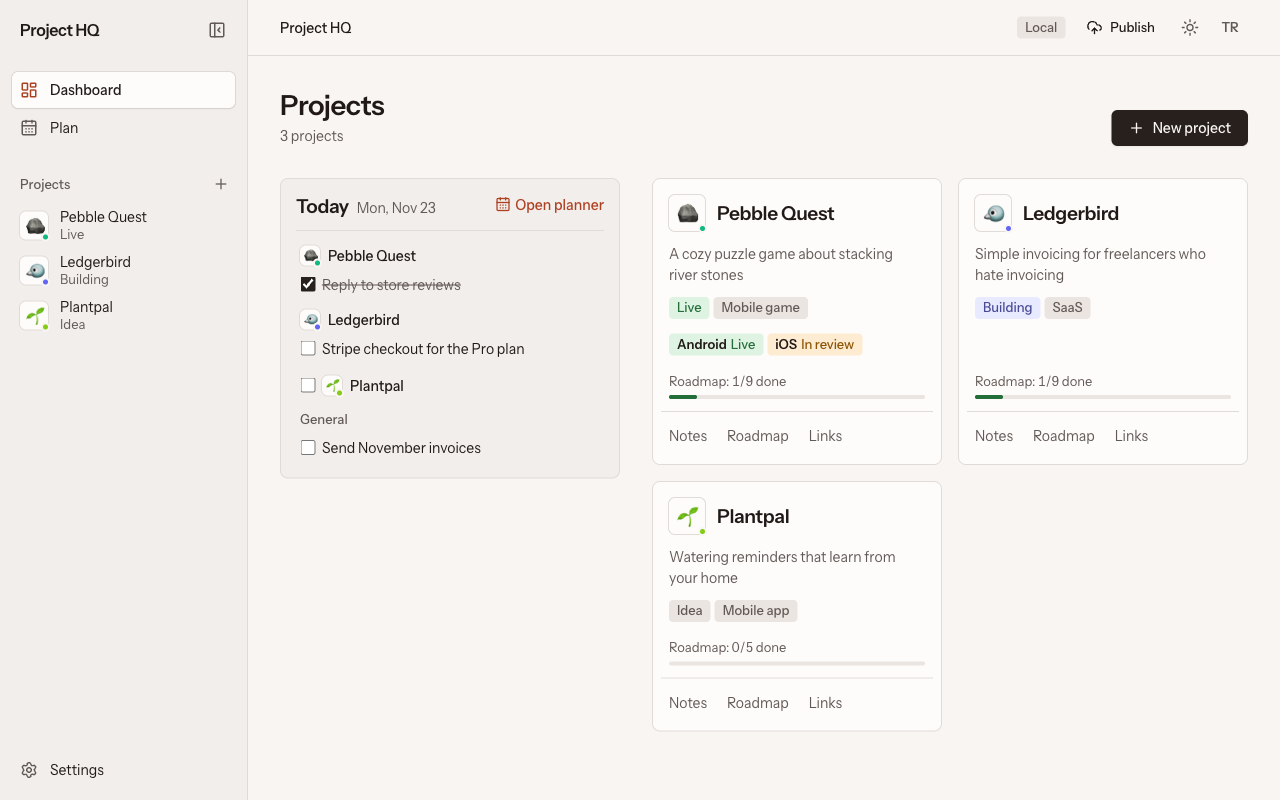 Project HQ
Dashboard
Plan
Projects
Pebble Quest
Live
Ledgerbird
Building
Plantpal
Idea
Settings
Project HQ
Local
Publish
TR
Projects
3 projects
New project
Today Mon, Nov 23
Open planner
Pebble Quest
Reply to store reviews
Ledgerbird
Stripe checkout for the Pro plan
Plantpal
General
Send November invoices
Pebble Quest
A cozy puzzle game about stacking
river stones
Live Mobile game
Android Live iOS In review
Roadmap: 1/9 done
Notes Roadmap Links
Ledgerbird
Simple invoicing for freelancers who
hate invoicing
Building SaaS
Roadmap: 1/9 done
Notes Roadmap Links
Plantpal
Watering reminders that learn from
your home
Idea Mobile app
Roadmap: 0/5 done
Notes Roadmap Links